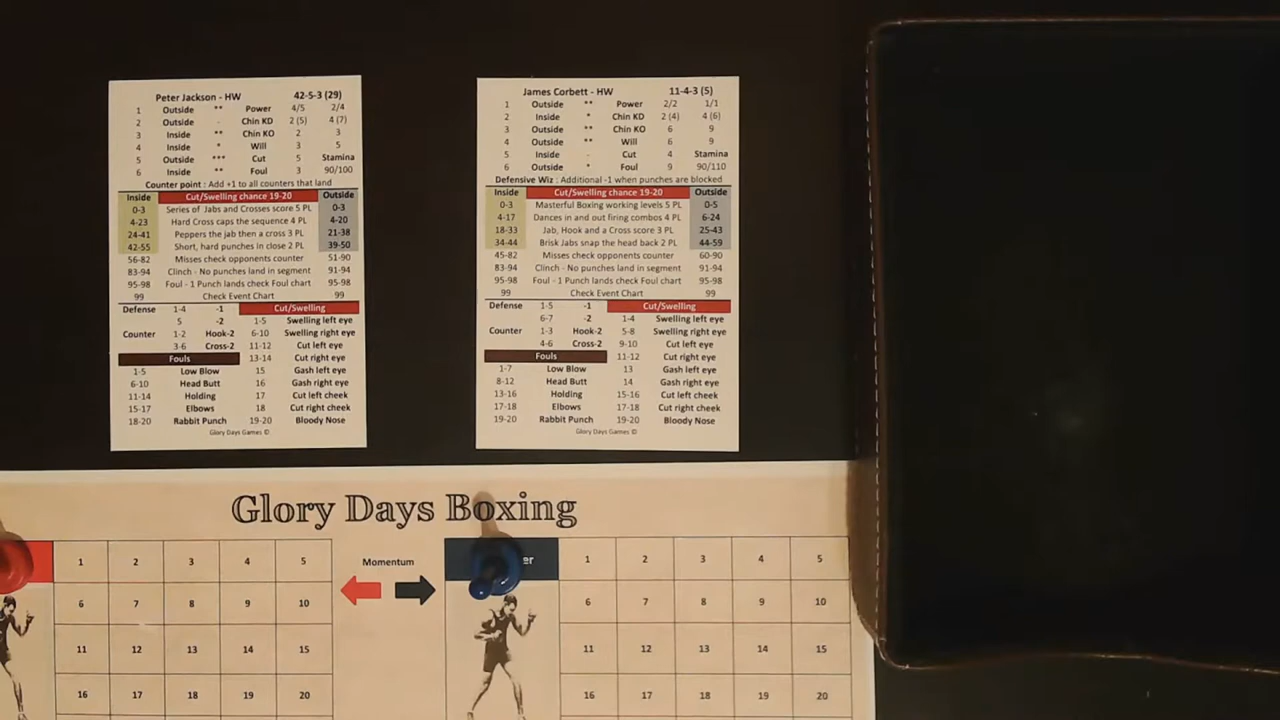 Peter Jackson - HW 42-5-3 (29)
1 Outside ** Power 4/5 2/4
2 Outside - Chin KD 2 (5) 4 (7)
3 Inside ** Chin KO 2 3
4 Inside * Will 3 5
5 Outside *** Cut 5 Stamina
6 Inside ** Foul 3 90/100
Counter point : Add +1 to all counters that land
Inside Cut/Swelling chance 19-20 Outside
0-3 Series of Jabs and Crosses score 5 PL 0-3
4-23 Hard Cross caps the sequence 4 PL 4-20
24-41 Peppers the jab then a cross 3 PL 21-38
42-55 Short, hard punches in close 2 PL 39-50
56-82 Misses check opponents counter 51-90
83-94 Clinch - No punches land in segment 91-94
95-98 Foul - 1 Punch lands check Foul chart 95-98
99 Check Event Chart 99
Defense 1-4 -1 Cut/Swelling
5 -2 1-5 Swelling left eye
Counter 1-2 Hook-2 6-10 Swelling right eye
3-6 Cross-2 11-12 Cut left eye
Fouls 13-14 Cut right eye
1-5 Low Blow 15 Gash left eye
6-10 Head Butt 16 Gash right eye
11-14 Holding 17 Cut left cheek
15-17 Elbows 18 Cut right cheek
18-20 Rabbit Punch 19-20 Bloody Nose
Glory Days Games ©
James Corbett - HW 11-4-3 (5)
1 Outside ** Power 2/2 1/1
2 Inside * Chin KD 2 (4) 4 (6)
3 Outside ** Chin KO 6 9
4 Outside ** Will 6 9
5 Inside - Cut 4 Stamina
6 Outside * Foul 9 90/110
Defensive Wiz : Additional -1 when punches are blocked
Inside Cut/Swelling chance 19-20 Outside
0-3 Masterful Boxing working levels 5 PL 0-5
4-17 Dances in and out firing combos 4 PL 6-24
18-33 Jab, Hook and a Cross score 3 PL 25-43
34-44 Brisk Jabs snap the head back 2 PL 44-59
45-82 Misses check opponents counter 60-90
83-94 Clinch - No punches land in segment 91-94
95-98 Foul - 1 Punch lands check Foul chart 95-98
99 Check Event Chart 99
Defense 1-5 -1 Cut/Swelling
6-7 -2 1-4 Swelling left eye
Counter 1-3 Hook-2 5-8 Swelling right eye
4-6 Cross-2 9-10 Cut left eye
Fouls 11-12 Cut right eye
1-7 Low Blow 13 Gash left eye
8-12 Head Butt 14 Gash right eye
13-16 Holding 15-16 Cut left cheek
17-18 Elbows 17-18 Cut right cheek
19-20 Rabbit Punch 19-20 Bloody Nose
Glory Days Games ©
Glory Days Boxing
1 2 3 4 5 Momentum 1 2 3 4 5
6 7 8 9 10 6 7 8 9 10
11 12 13 14 15 11 12 13 14 15
16 17 18 19 20 16 17 18 19 20